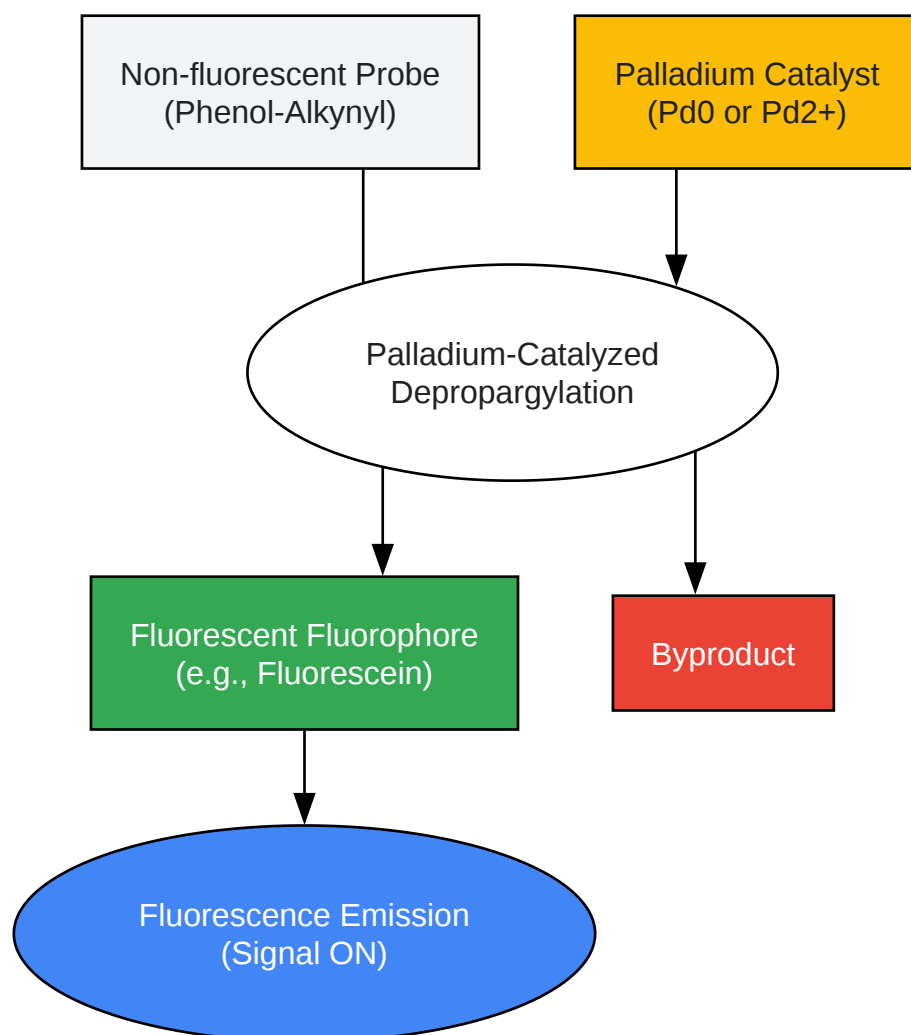 Non-fluorescent Probe
(Phenol-Alkynyl)
Palladium Catalyst
(Pd0 or Pd2+)
Palladium-Catalyzed
Depropargylation
Fluorescent Fluorophore
(e.g., Fluorescein)
Byproduct
Fluorescence Emission
(Signal ON)